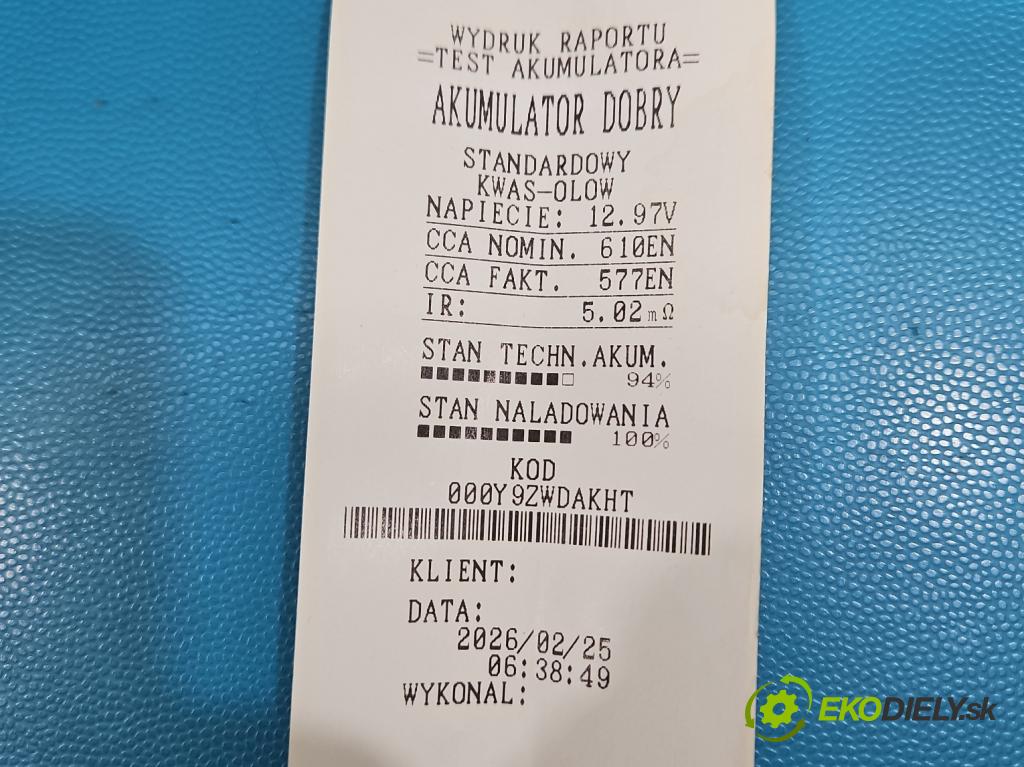 WYDRUK RAPORTU
=TEST AKUMULATORA=
AKUMULATOR DOBRY
STANDARDOWY
KWAS-OLOW
NAPIECIE: 12.97V
CCA NOMIN. 610EN
CCA FAKT. 577EN
IR: 5.02mΩ
STAN TECHN.AKUM.
94%
STAN NALADOWANIA
100%
KOD
000Y9ZWDAKHT
KLIENT:
DATA:
2026/02/25
06:38:49
WYKONAL:
EKODIELY.sk